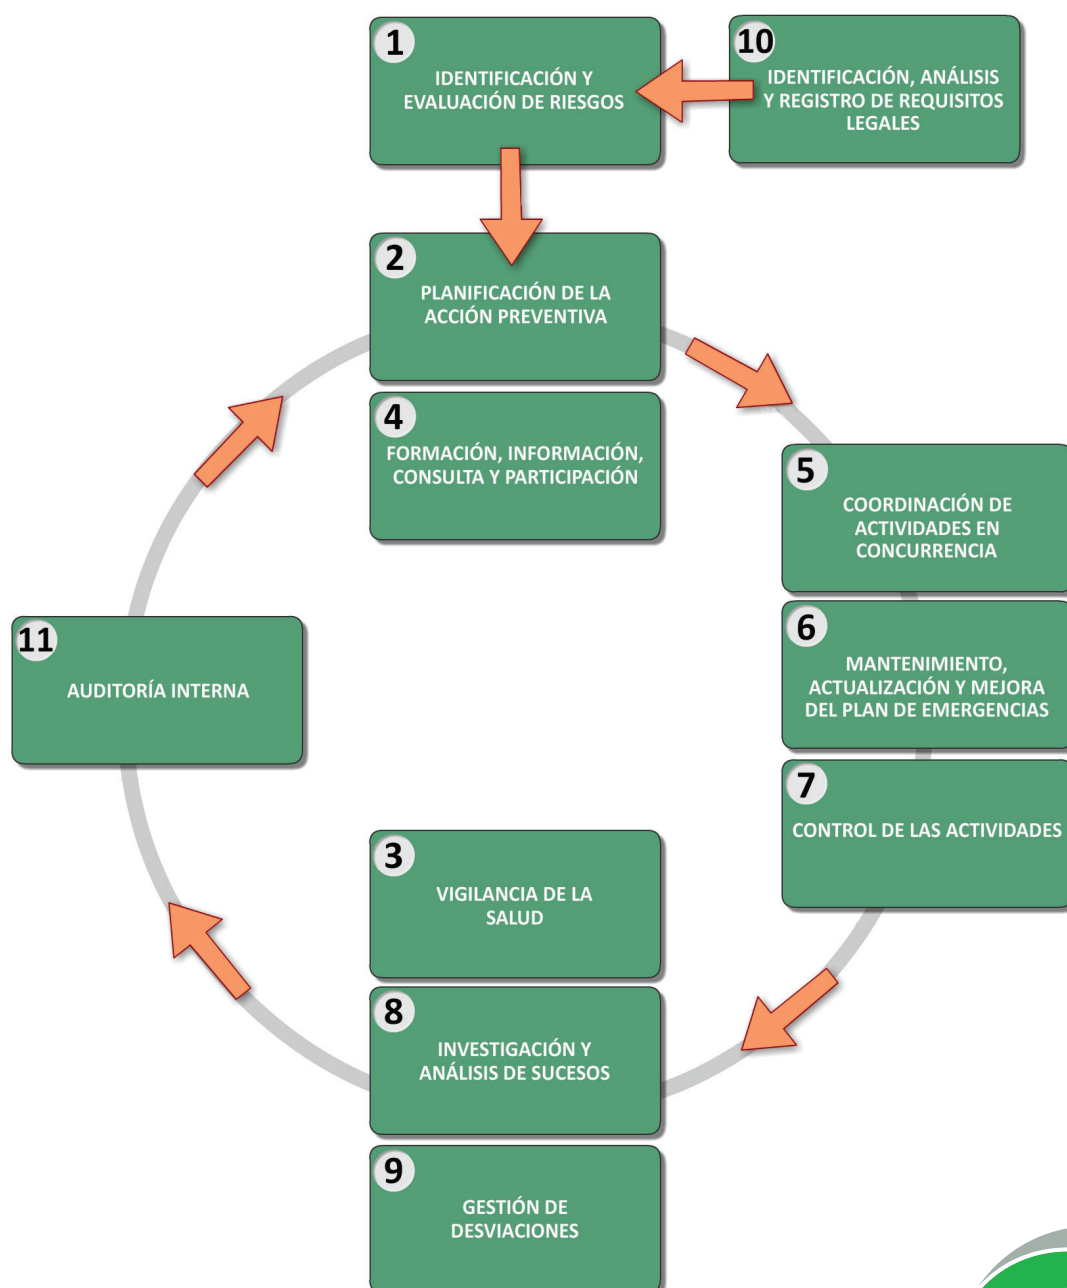 1
IDENTIFICACIÓN Y
EVALUACIÓN DE RIESGOS
10
IDENTIFICACIÓN, ANÁLISIS
Y REGISTRO DE REQUISITOS
LEGALES
2
PLANIFICACIÓN DE LA
ACCIÓN PREVENTIVA
4
FORMACIÓN, INFORMACIÓN,
CONSULTA Y PARTICIPACIÓN
5
COORDINACIÓN DE
ACTIVIDADES EN
CONCURRENCIA
6
MANTENIMIENTO,
ACTUALIZACIÓN Y MEJORA
DEL PLAN DE EMERGENCIAS
7
CONTROL DE LAS ACTIVIDADES
3
VIGILANCIA DE LA
SALUD
8
INVESTIGACIÓN Y
ANÁLISIS DE SUCESOS
9
GESTIÓN DE
DESVIACIONES
11
AUDITORÍA INTERNA